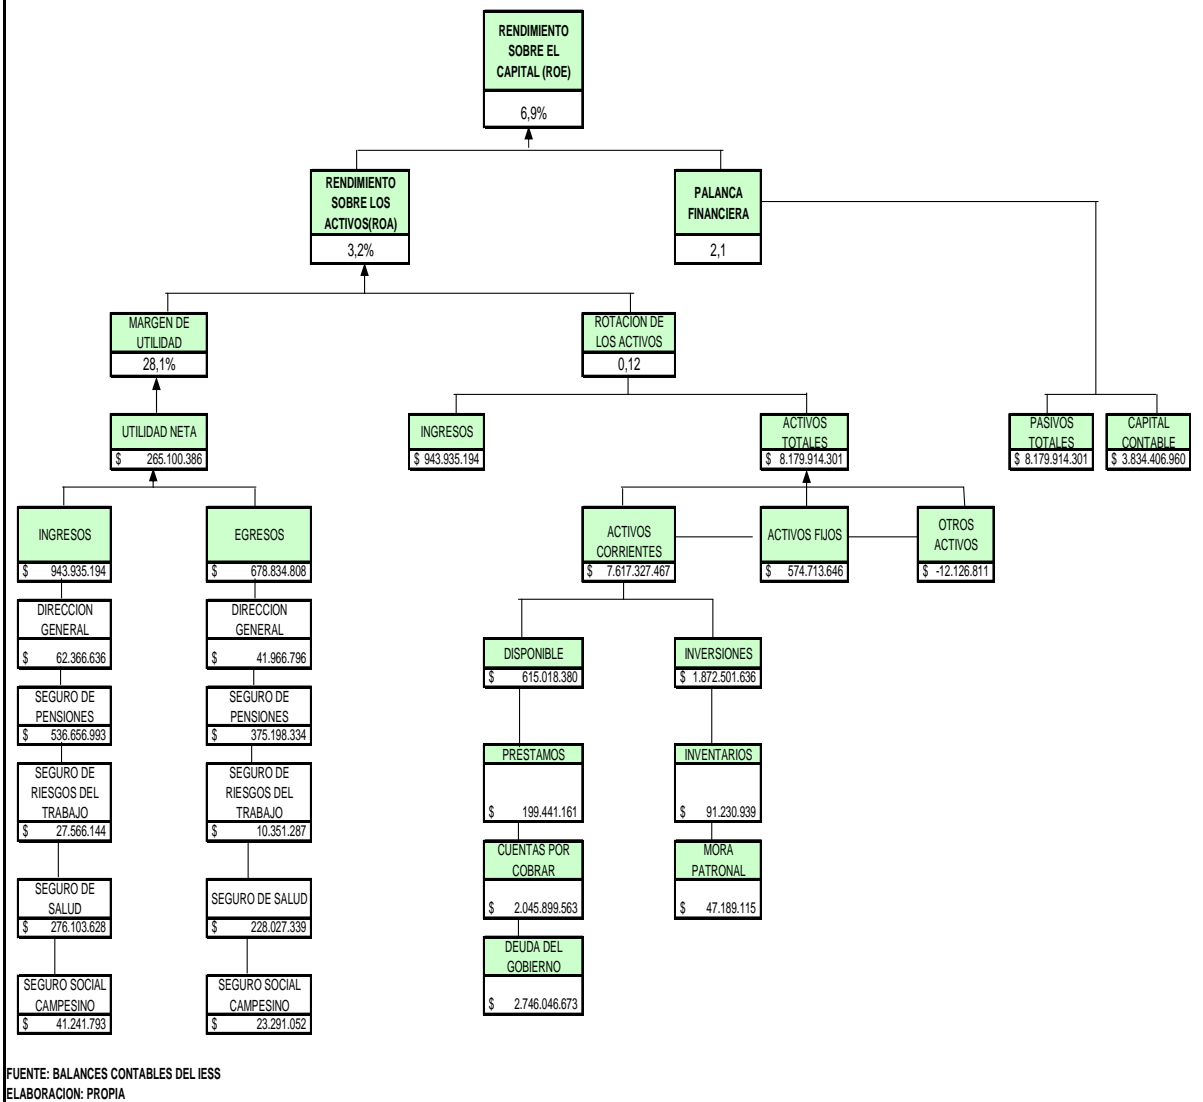 RENDIMIENTO
SOBRE EL
CAPITAL (ROE)
6,9%
RENDIMIENTO
SOBRE LOS
ACTIVOS(ROA)
3,2%
PALANCA
FINANCIERA
2,1
MARGEN DE
UTILIDAD
28,1%
ROTACION DE
LOS ACTIVOS
0,12
UTILIDAD NETA
$ 265.100.386
INGRESOS
$ 943.935.194
ACTIVOS
TOTALES
$ 8.179.914.301
PASIVOS
TOTALES
$ 8.179.914.301
CAPITAL
CONTABLE
$ 3.834.406.960
INGRESOS
$ 943.935.194
EGRESOS
$ 678.834.808
ACTIVOS
CORRIENTES
$ 7.617.327.467
ACTIVOS FIJOS
$ 574.713.646
OTROS
ACTIVOS
$ -12.126.811
DIRECCION
GENERAL
$ 62.366.636
DIRECCION
GENERAL
$ 41.966.796
DISPONIBLE
$ 615.018.380
INVERSIONES
$ 1.872.501.636
SEGURO DE
PENSIONES
$ 536.656.993
SEGURO DE
PENSIONES
$ 375.198.334
PRESTAMOS
$ 199.441.161
INVENTARIOS
$ 91.230.939
SEGURO DE
RIESGOS DEL
TRABAJO
$ 27.566.144
SEGURO DE
RIESGOS DEL
TRABAJO
$ 10.351.287
CUENTAS POR
COBRAR
$ 2.045.899.563
MORA
PATRONAL
$ 47.189.115
SEGURO DE
SALUD
$ 276.103.628
SEGURO DE SALUD
$ 228.027.339
DEUDA DEL
GOBIERNO
$ 2.746.046.673
SEGURO SOCIAL
CAMPESINO
$ 41.241.793
SEGURO SOCIAL
CAMPESINO
$ 23.291.052
FUENTE: BALANCES CONTABLES DEL IESS
ELABORACION: PROPIA